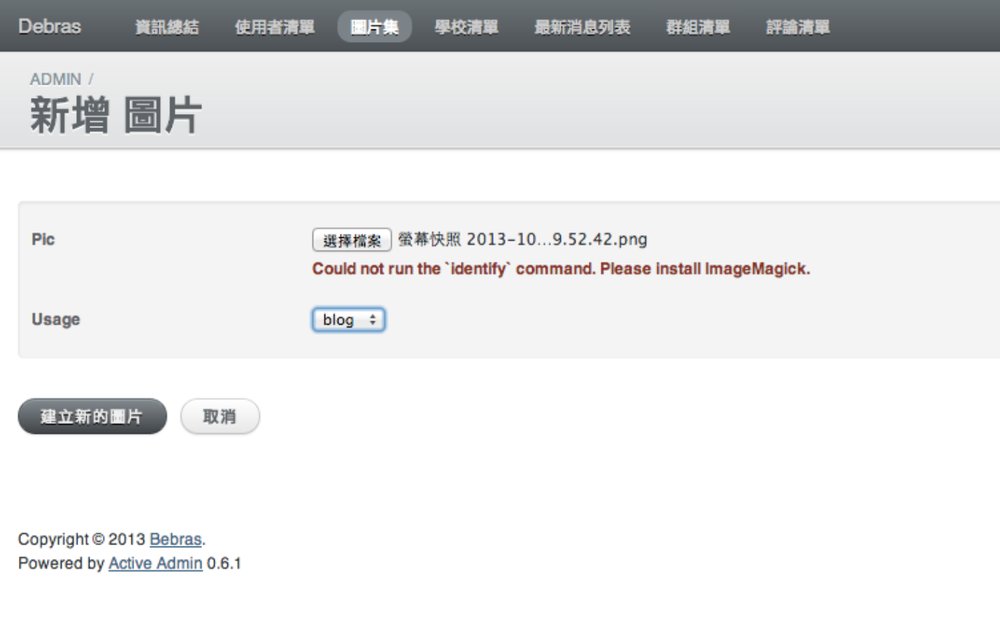 Debras 資訊總結 使用者清單 圖片集 學校清單 最新消息列表 群組清單 評論清單
ADMIN /
新增 圖片
Pic 選擇檔案 螢幕快照 2013-10...9.52.42.png
Could not run the `identify` command. Please install ImageMagick.
Usage blog
建立新的圖片 取消
Copyright © 2013 Bebras.
Powered by Active Admin 0.6.1